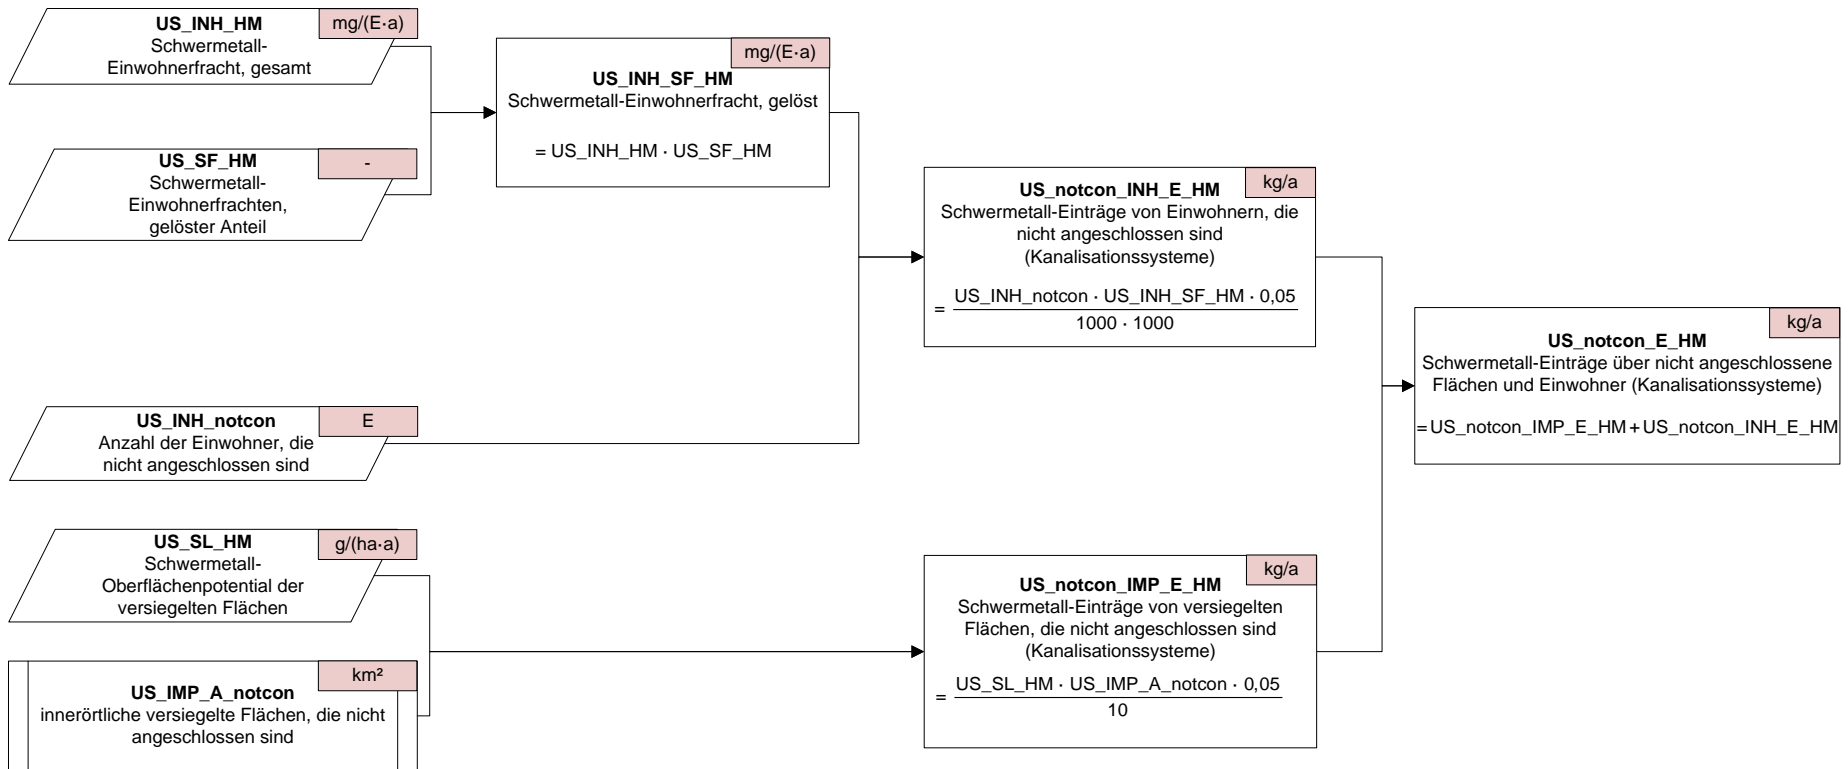 US_INH_HM
mg/(E·a)
Schwermetall-
Einwohnerfracht, gesamt
US_SF_HM
-
Schwermetall-
Einwohnerfrachten,
gelöster Anteil
mg/(E·a)
US_INH_SF_HM
Schwermetall-Einwohnerfracht, gelöst
= US_INH_HM · US_SF_HM
US_INH_notcon
E
Anzahl der Einwohner, die
nicht angeschlossen sind
kg/a
US_notcon_INH_E_HM
Schwermetall-Einträge von Einwohnern, die
nicht angeschlossen sind
(Kanalisationssysteme)
= US_INH_notcon · US_INH_SF_HM · 0,05
1000 · 1000
US_SL_HM
g/(ha·a)
Schwermetall-
Oberflächenpotential der
versiegelten Flächen
km²
US_IMP_A_notcon
innerörtliche versiegelte Flächen, die nicht
angeschlossen sind
kg/a
US_notcon_IMP_E_HM
Schwermetall-Einträge von versiegelten
Flächen, die nicht angeschlossen sind
(Kanalisationssysteme)
= US_SL_HM · US_IMP_A_notcon · 0,05
10
kg/a
US_notcon_E_HM
Schwermetall-Einträge über nicht angeschlossene
Flächen und Einwohner (Kanalisationssysteme)
= US_notcon_IMP_E_HM + US_notcon_INH_E_HM